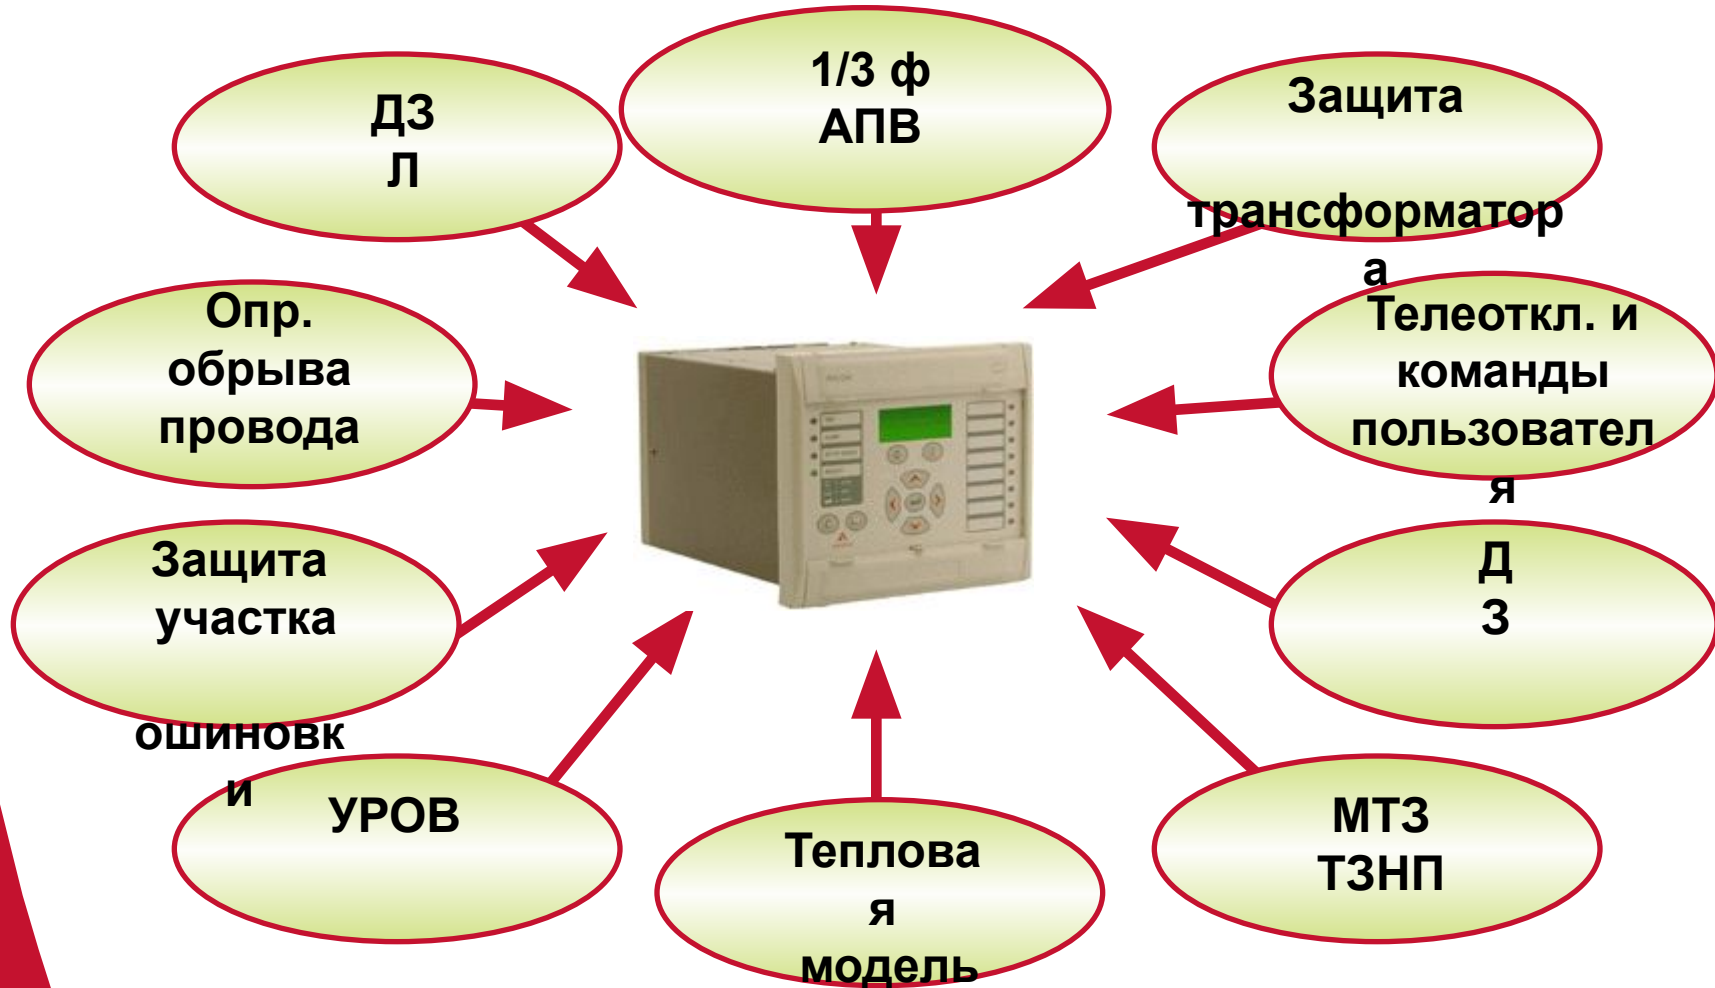 ДЗ
Л
1/3 ф
АПВ
Защита
трансформатор
а
Опр.
обрыва
провода
Телеоткл. и
команды
пользовател
я
Защита
участка
ошиновк
и
Д
З
УРОВ
Теплова
я
модель
МТЗ
ТЗНП